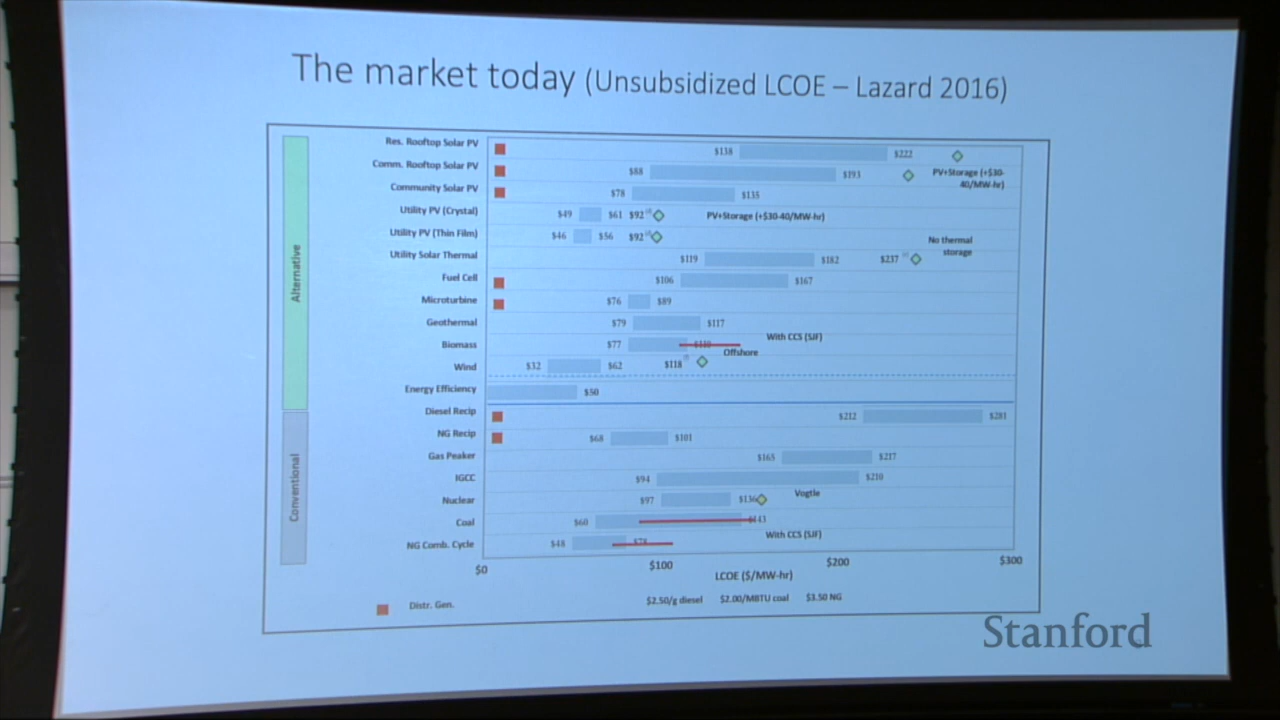 The market today (Unsubsidized LCOE – Lazard 2016)
Alternative
Res. Rooftop Solar PV $138 $222
Comm. Rooftop Solar PV $88 $193 PV+Storage (+$30-
40/MW-hr)
Community Solar PV $78 $135
Utility PV (Crystal) $49 $61 $92 PV+Storage (+$30-40/MW-hr)
Utility PV (Thin Film) $46 $56 $92
No thermal
storage
Utility Solar Thermal $119 $182 $237
Fuel Cell $106 $167
Microturbine $76 $89
Geothermal $79 $117
With CCS (SJF)
Biomass $77
Offshore
Wind $32 $62 $118
Energy Efficiency $50
Conventional
Diesel Recip $212 $281
NG Recip $68 $101
Gas Peaker $165 $217
IGCC $94 $210
Nuclear $97 $136 Vogtle
Coal $60 $143
With CCS (SJF)
NG Comb. Cycle $48 $78
$0 $100 $200 $300
LCOE ($/MW-hr)
Distr. Gen. $2.50/g diesel $2.00/MBTU coal $3.50 NG
Stanford